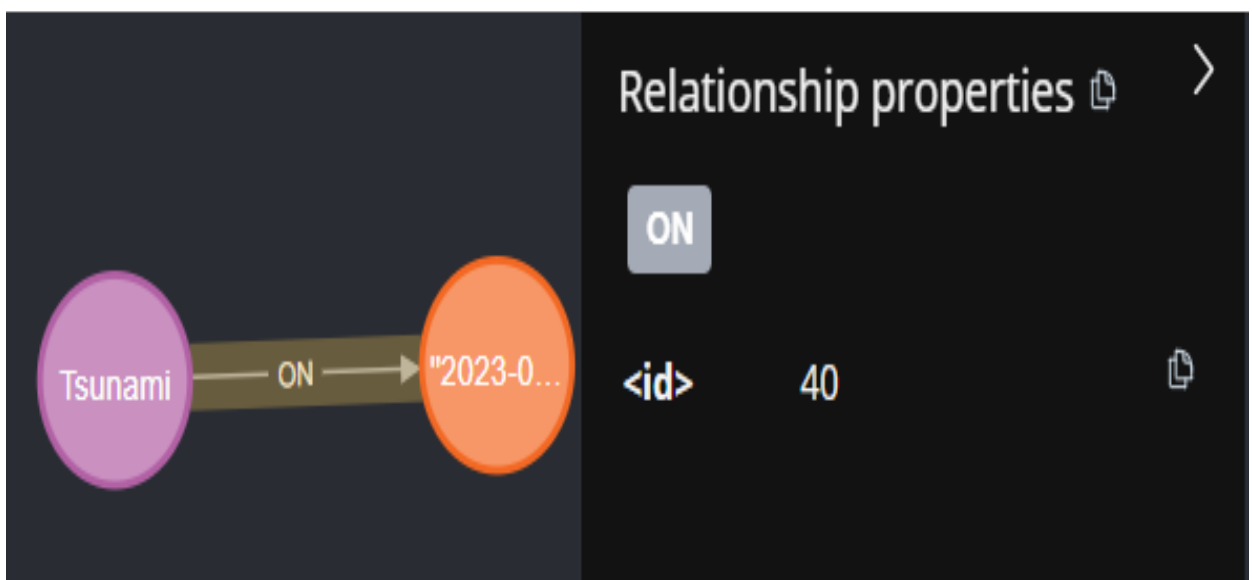 Relationship properties
ON
Tsunami
ON
"2023-0...
<id> 40